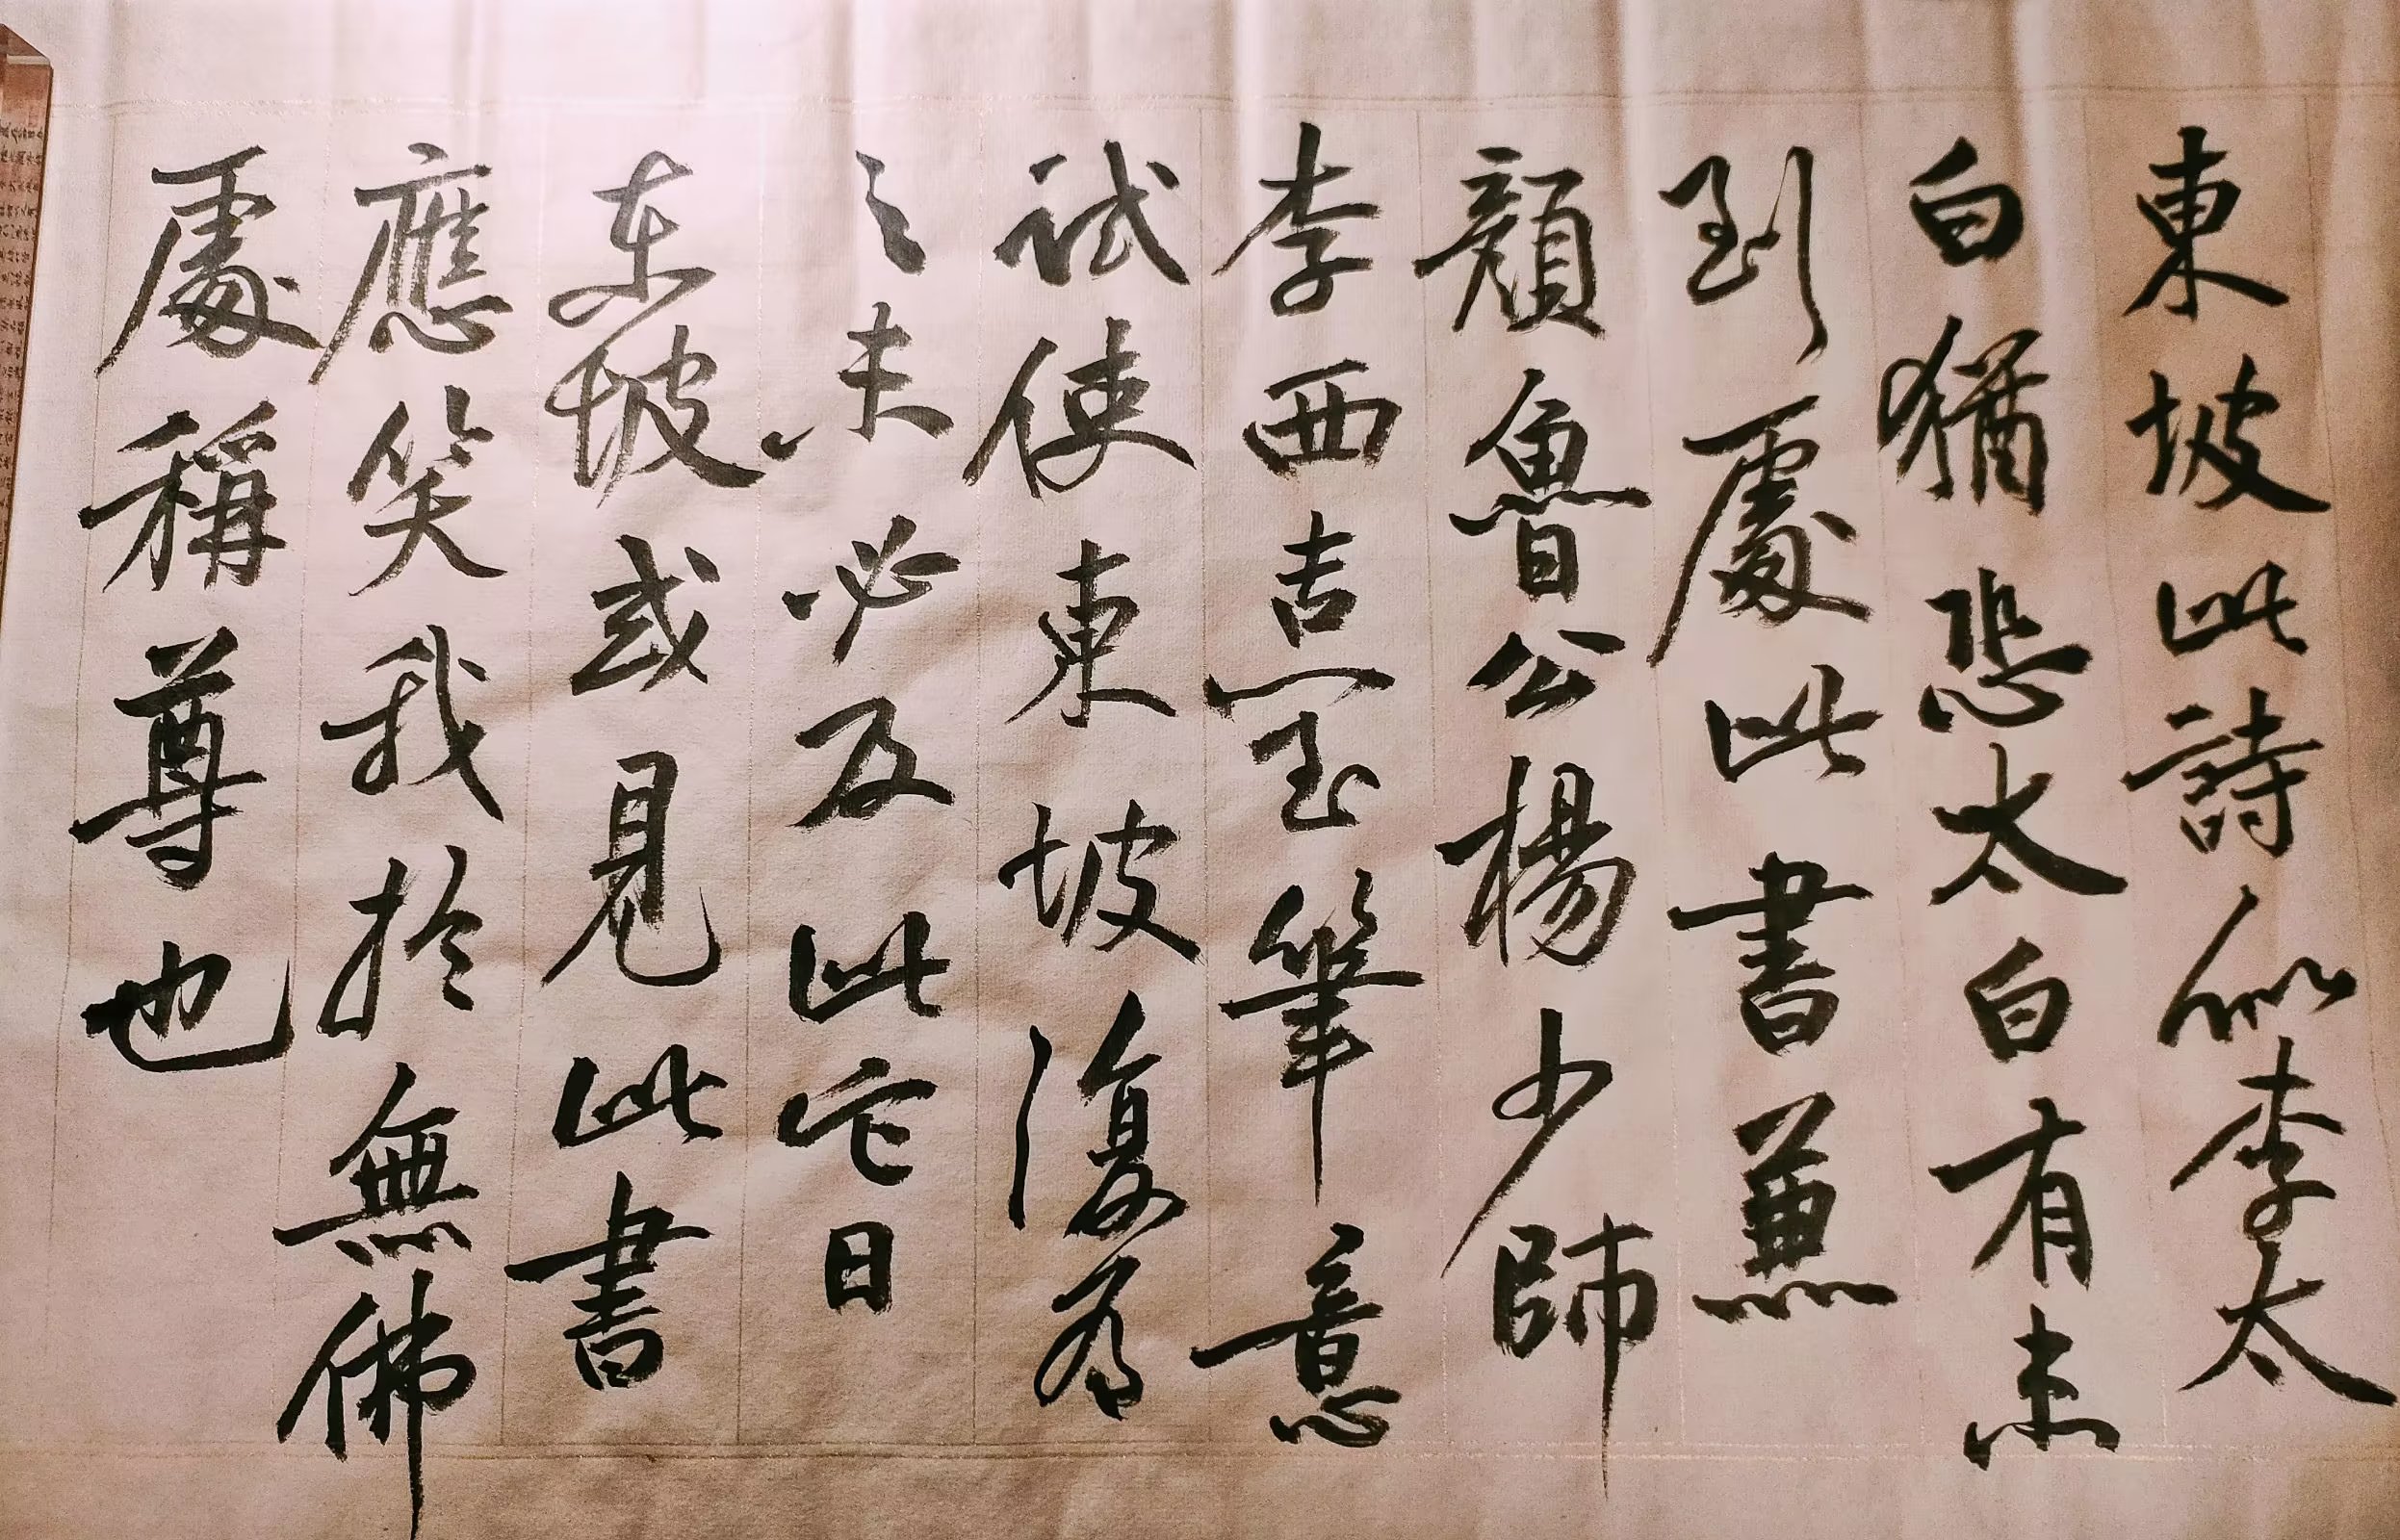 東坡此詩似李太
白猶恐太白有未
到處此書兼
顏魯公楊少師
李西臺筆意
試使東坡復為
之未必及此它日
东坡或見此書
應笑我於無佛
處稱尊也